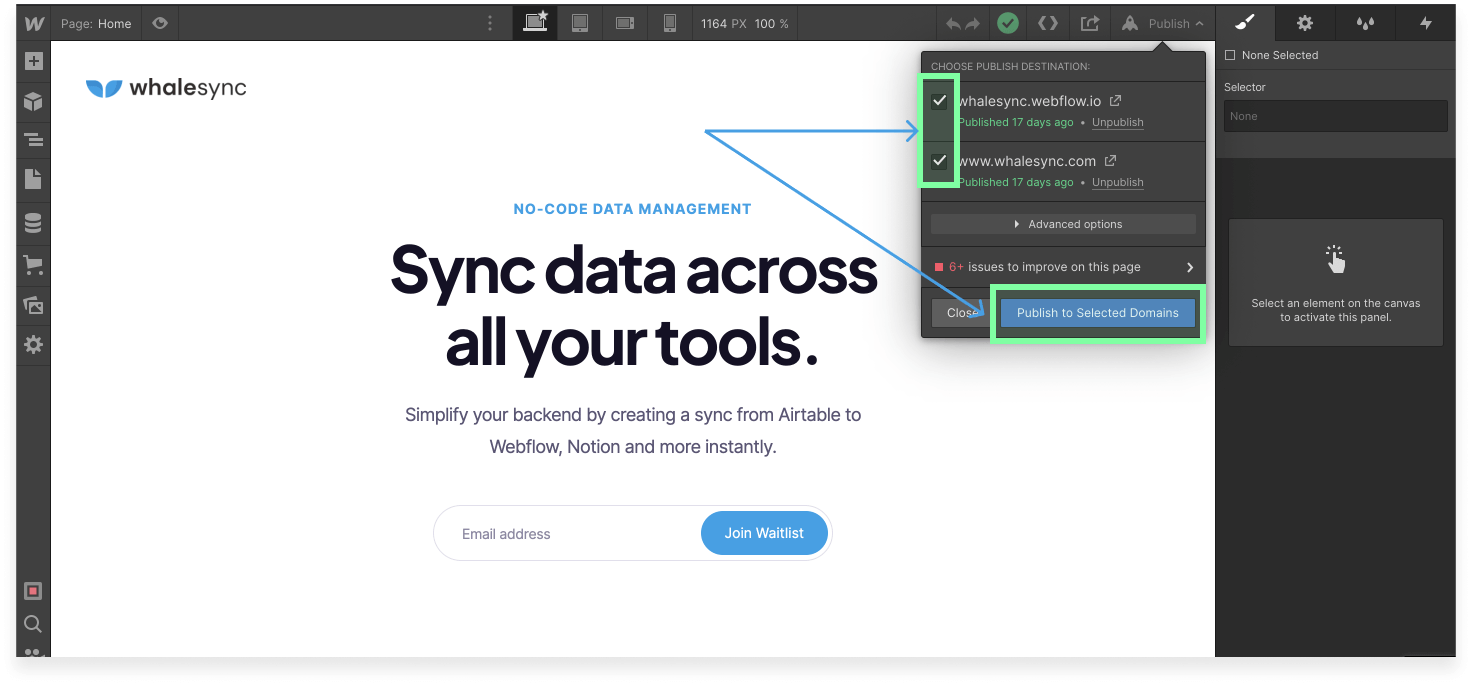 Page: Home
1164 PX 100 %
Publish
CHOOSE PUBLISH DESTINATION:
whalesync.webflow.io
Published 17 days ago • Unpublish
www.whalesync.com
Published 17 days ago • Unpublish
Advanced options
6+ issues to improve on this page
Close
Publish to Selected Domains
None Selected
Selector
None
Select an element on the canvas
to activate this panel.
whalesync
NO-CODE DATA MANAGEMENT
Sync data across
all your tools.
Simplify your backend by creating a sync from Airtable to
Webflow, Notion and more instantly.
Email address
Join Waitlist